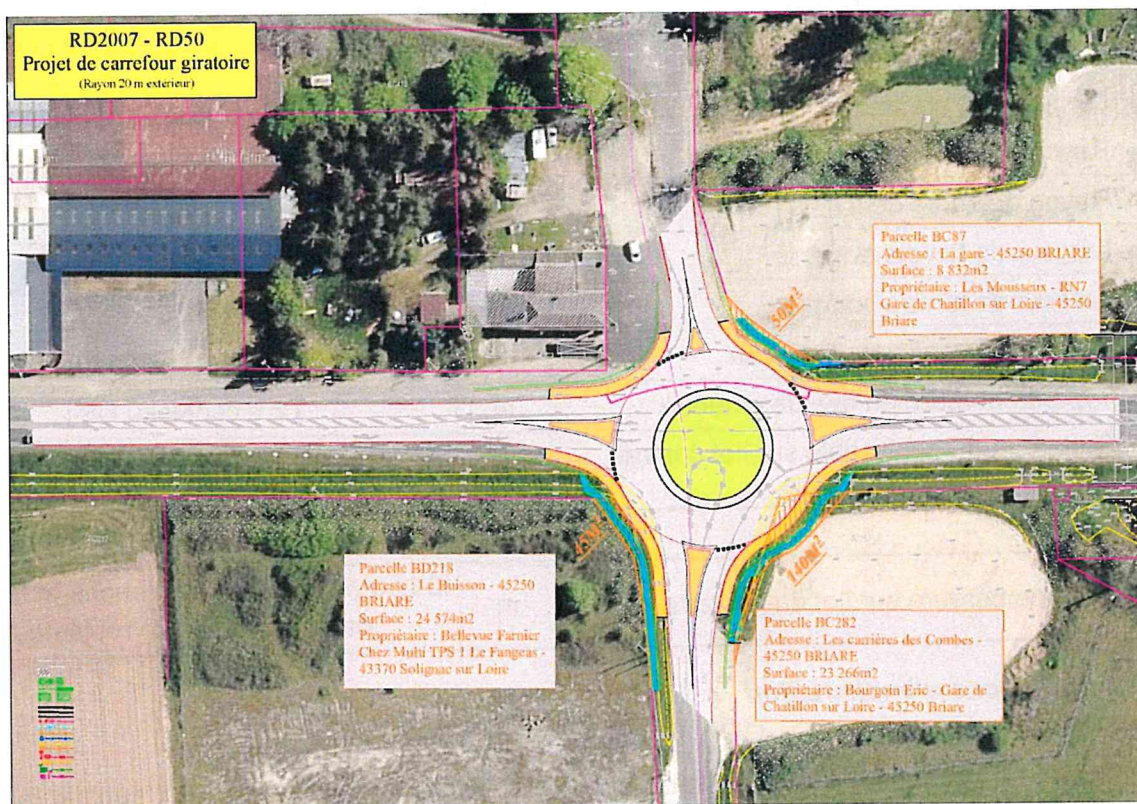 RD2007 - RD50
Projet de carrefour giratoire
(Rayon 20 m extérieur)
Parcelle BC87
Adresse : La gare - 45250 BRIARE
Surface : 8 832m2
Propriétaire : Les Mousseux - RN7
Gare de Chatillon sur Loire - 45250
Briare
50M²
45M²
140M²
Parcelle BD218
Adresse : Le Buisson - 45250
BRIARE
Surface : 24 574m2
Propriétaire : Bellevue Farnier
Chez Multi TPS 1 Le Fangeas -
43370 Solignac sur Loire
Parcelle BC282
Adresse : Les carrières des Combes -
45250 BRIARE
Surface : 23 266m2
Propriétaire : Bourgoin Eric - Gare de
Chatillon sur Loire - 45250 Briare